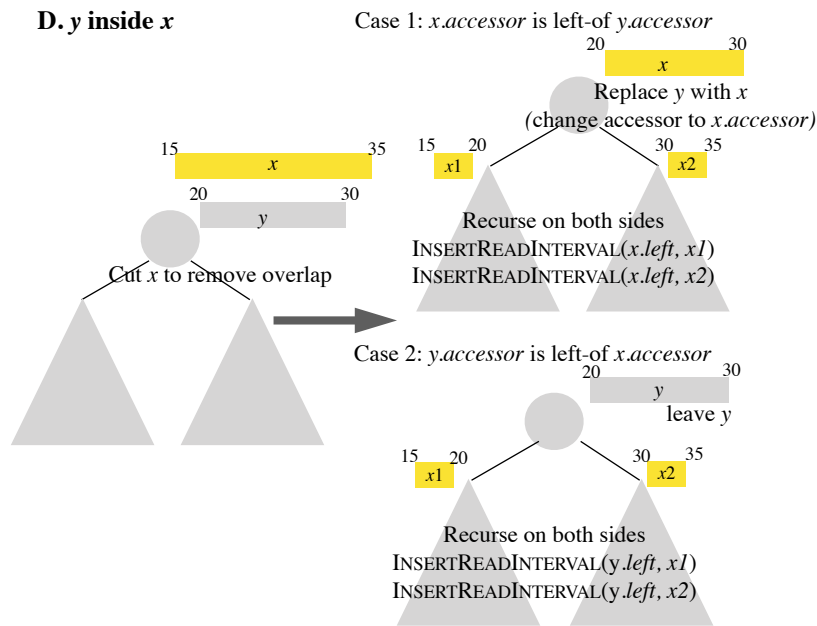 D. y inside x
15 35
x
20 30
y
Cut x to remove overlap
Case 1: x.accessor is left-of y.accessor
20 30
x
Replace y with x
(change accessor to x.accessor)
15 20 30 35
x1 x2
Recurse on both sides
INSERTREADINTERVAL(x.left, x1)
INSERTREADINTERVAL(x.left, x2)
Case 2: y.accessor is left-of x.accessor
20 30
y
leave y
15 20 30 35
x1 x2
Recurse on both sides
INSERTREADINTERVAL(y.left, x1)
INSERTREADINTERVAL(y.left, x2)